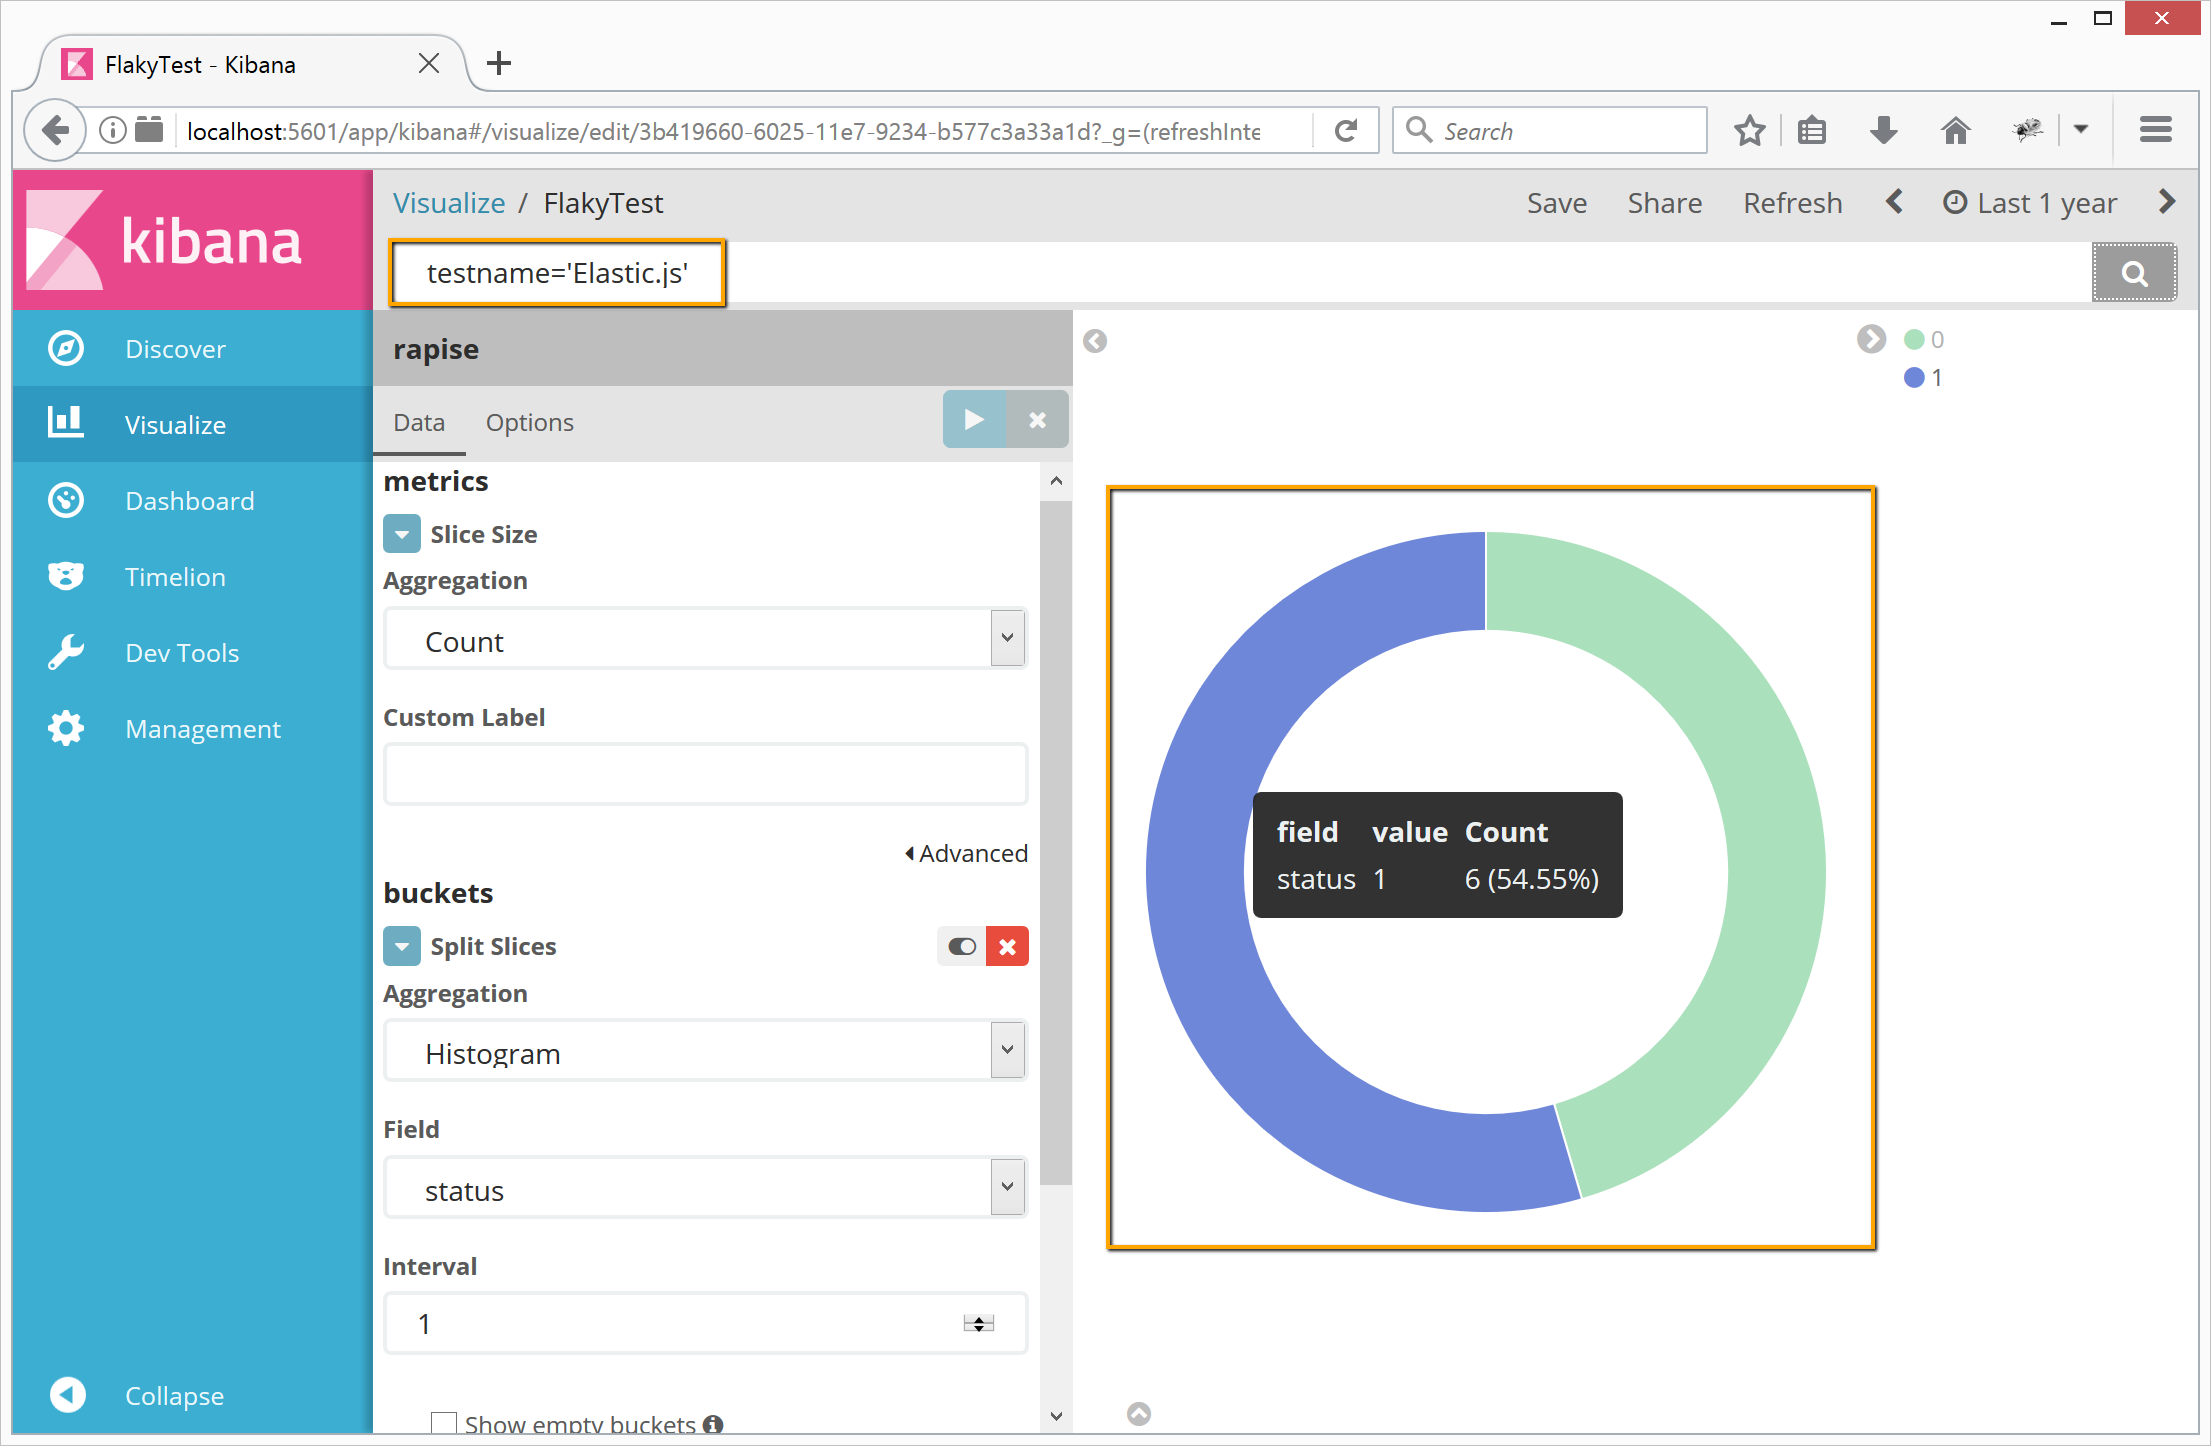 FlakyTest - Kibana
localhost:5601/app/kibana#/visualize/edit/3b419660-6025-11e7-9234-b577c3a33a1d?_g=(refreshInte
Search
kibana
Visualize / FlakyTest
Save Share Refresh Last 1 year
testname='Elastic.js'
Discover
Visualize
Dashboard
Timelion
Dev Tools
Management
Collapse
rapise
Data Options
metrics
Slice Size
Aggregation
Count
Custom Label
Advanced
buckets
Split Slices
Aggregation
Histogram
Field
status
Interval
1
Show empty buckets
0
1
field value Count
status 1 6 (54.55%)